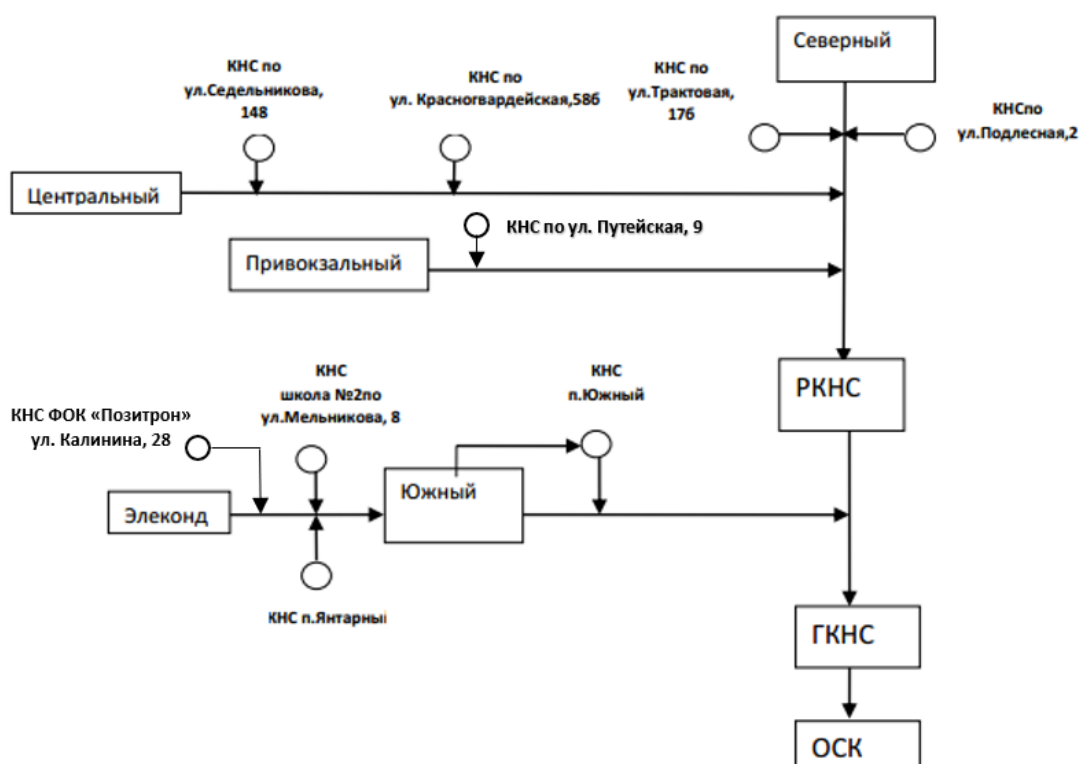 Северный
КНС по
ул.Седельникова,
148
КНС по
ул. Красногвардейская,58б
КНС по
ул.Трактовая,
17б
КНСпо
ул.Подлесная,2
Центральный
КНС по ул. Путейская, 9
Привокзальный
РКНС
КНС
школа №2по
ул.Мельникова, 8
КНС
п.Южный
КНС ФОК «Позитрон»
ул. Калинина, 28
Южный
Элеконд
КНС п.Янтарный
ГКНС
ОСК